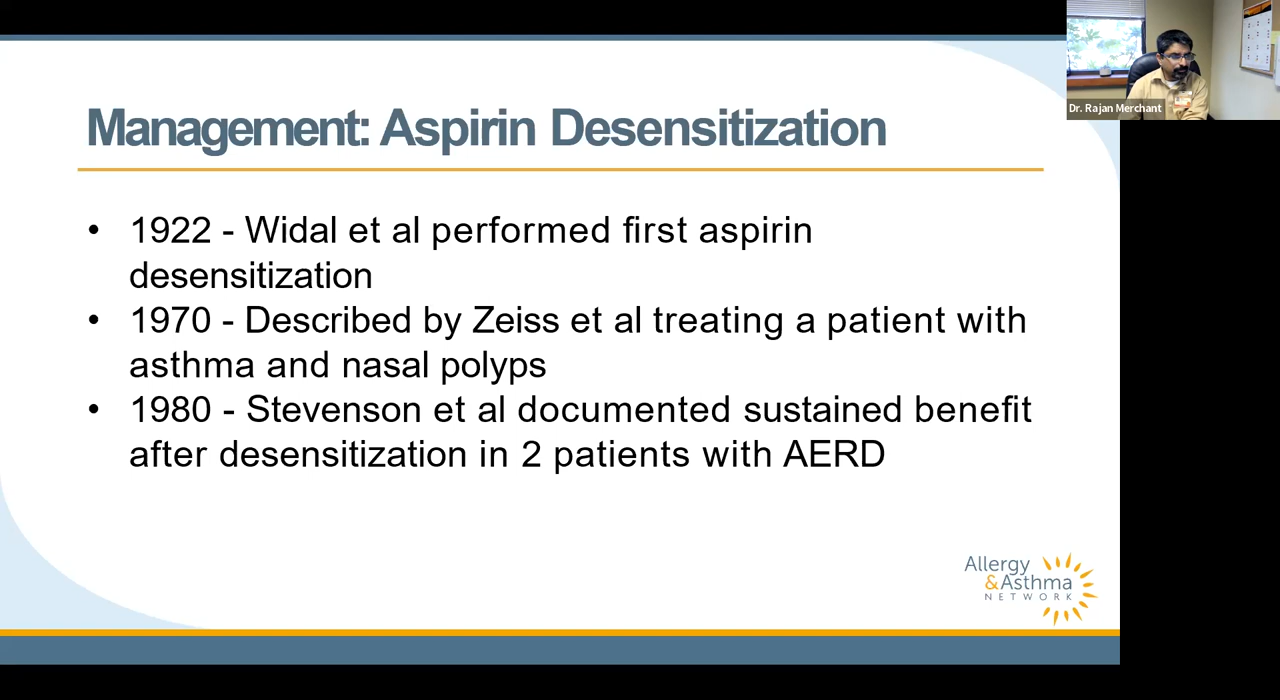 Dr. Rajan Merchant
Management: Aspirin Desensitization
• 1922 - Widal et al performed first aspirin
desensitization
• 1970 - Described by Zeiss et al treating a patient with
asthma and nasal polyps
• 1980 - Stevenson et al documented sustained benefit
after desensitization in 2 patients with AERD
Allergy
&Asthma
NETWORK